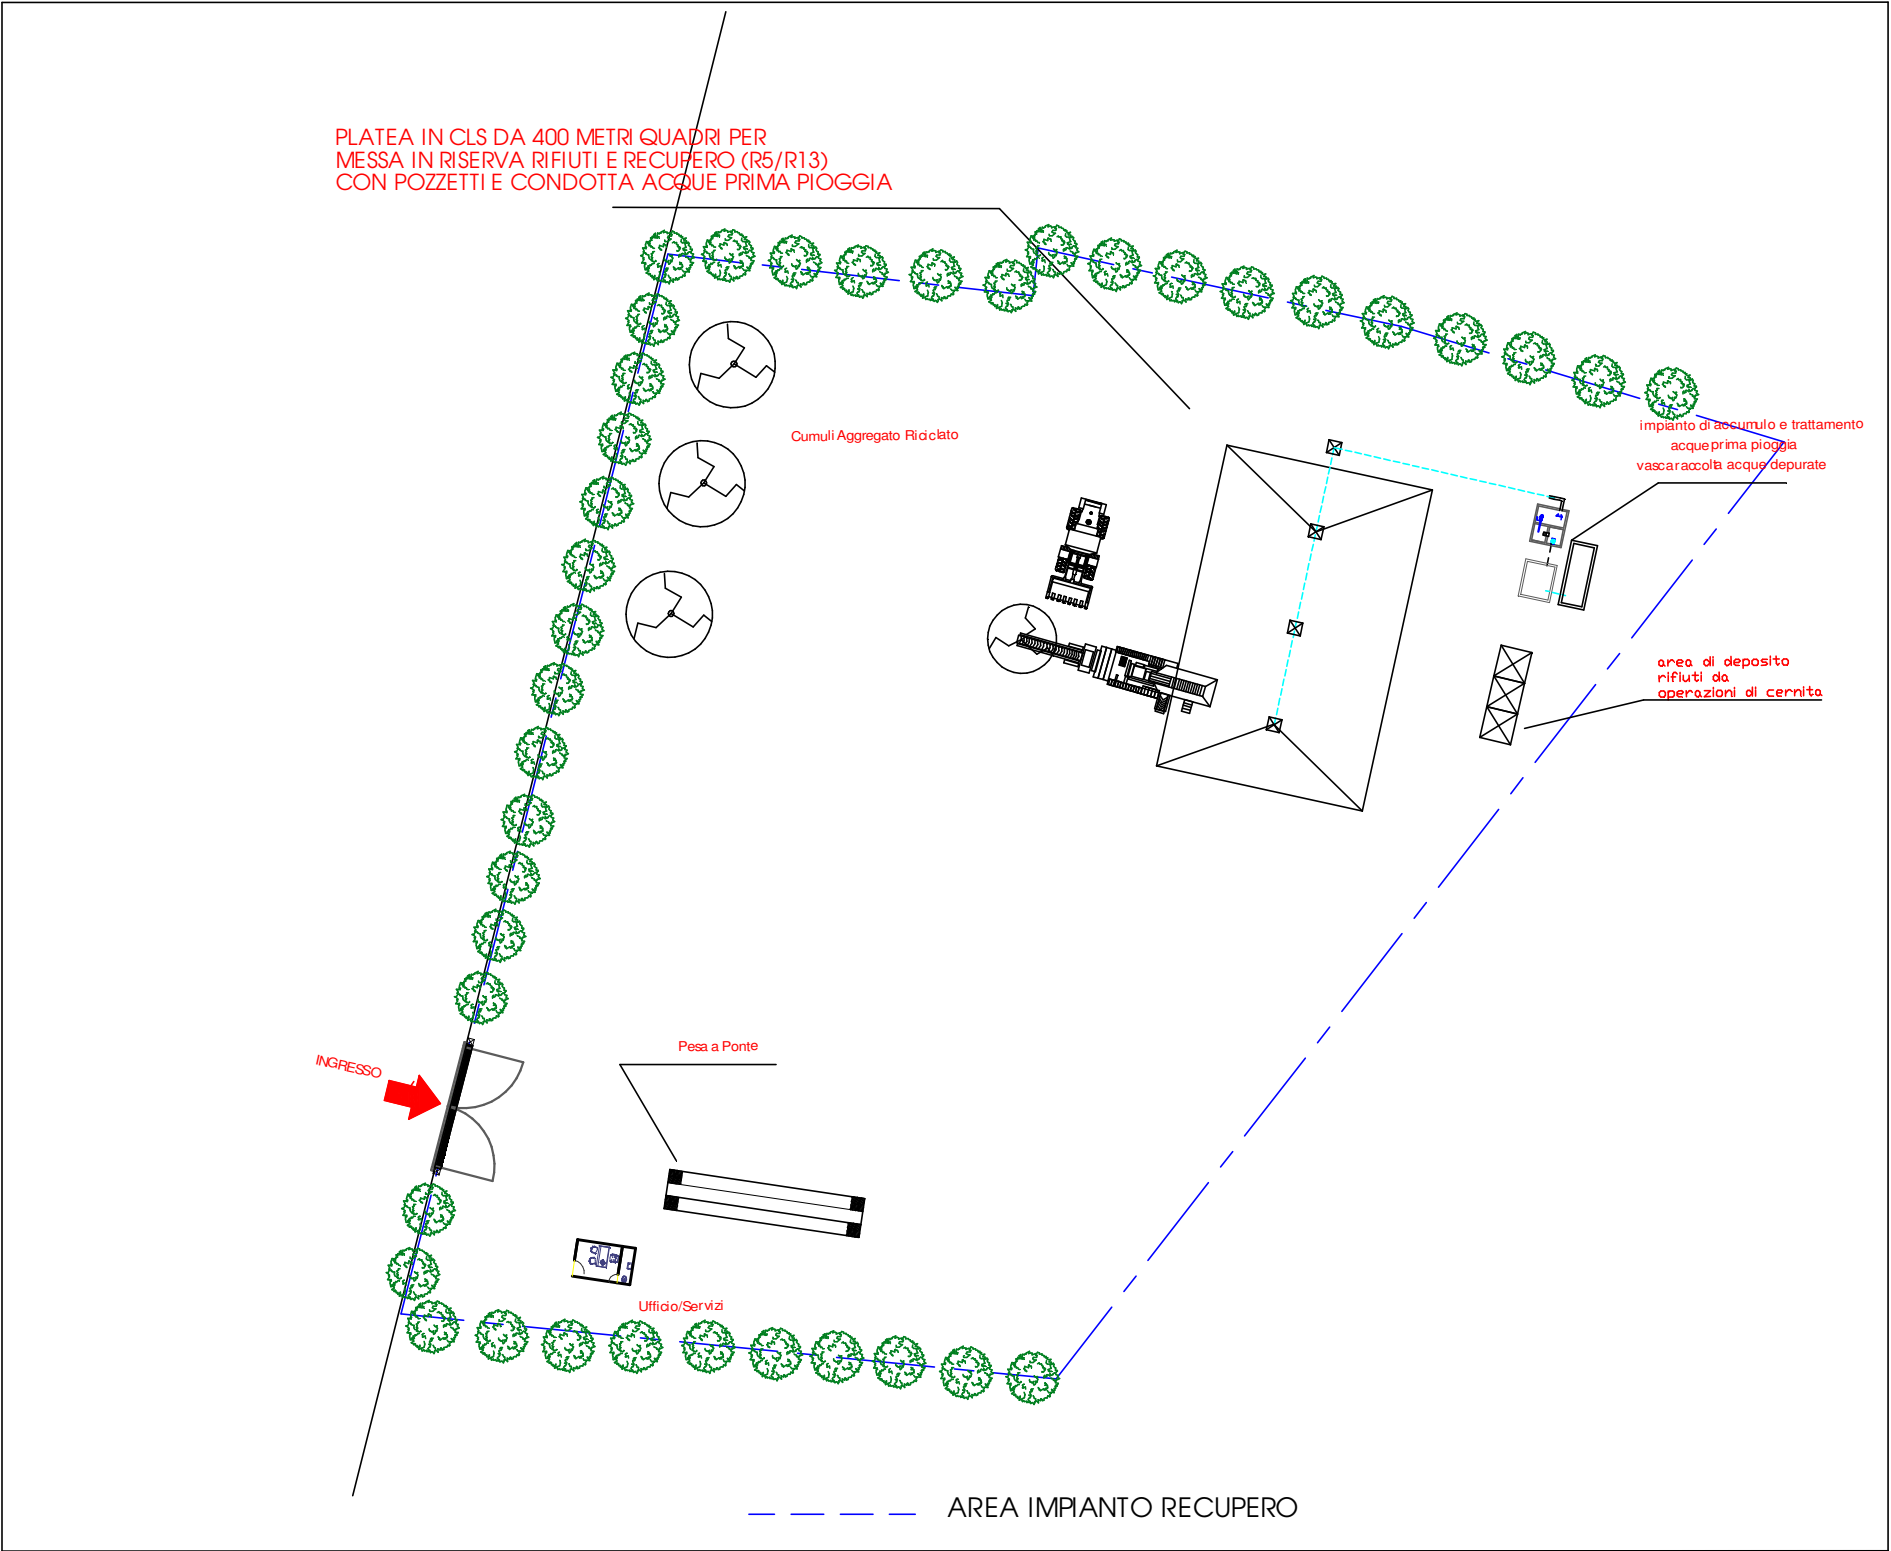 PLATEA IN CLS DA 400 METRI QUADRI PER
MESSA IN RISERVA RIFIUTI E RECUPERO (R5/R13)
CON POZZETTI E CONDOTTA ACQUE PRIMA PIOGGIA
Cumuli Aggregato Riciclato
impianto di accumulo e trattamento
acque prima pioggia
vasca raccolta acque depurate
area di deposito
rifiuti da
operazioni di cernita
INGRESSO
Pesa a Ponte
Ufficio/Servizi
AREA IMPIANTO RECUPERO